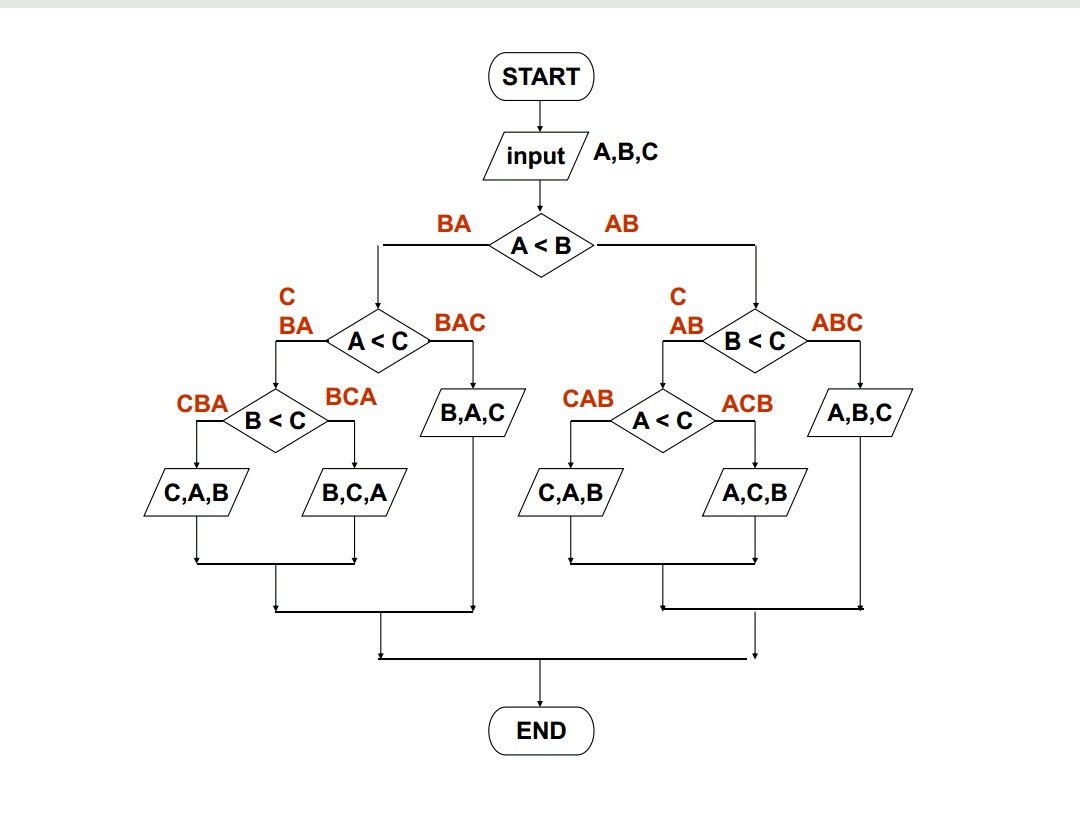 START
input
A,B,C
BA
AB
A < B
C
BA
A < C
BAC
C
AB
B < C
ABC
CBA
B < C
BCA
B,A,C
CAB
A < C
ACB
A,B,C
C,A,B
B,C,A
C,A,B
A,C,B
END